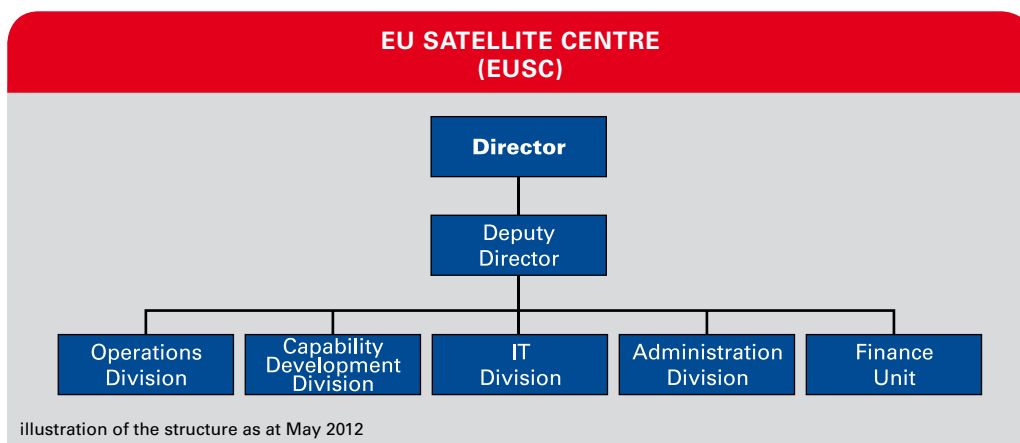 EU SATELLITE CENTRE
(EUSC)
Director
Deputy
Director
Operations
Division
Capability
Development
Division
IT
Division
Administration
Division
Finance
Unit
illustration of the structure as at May 2012